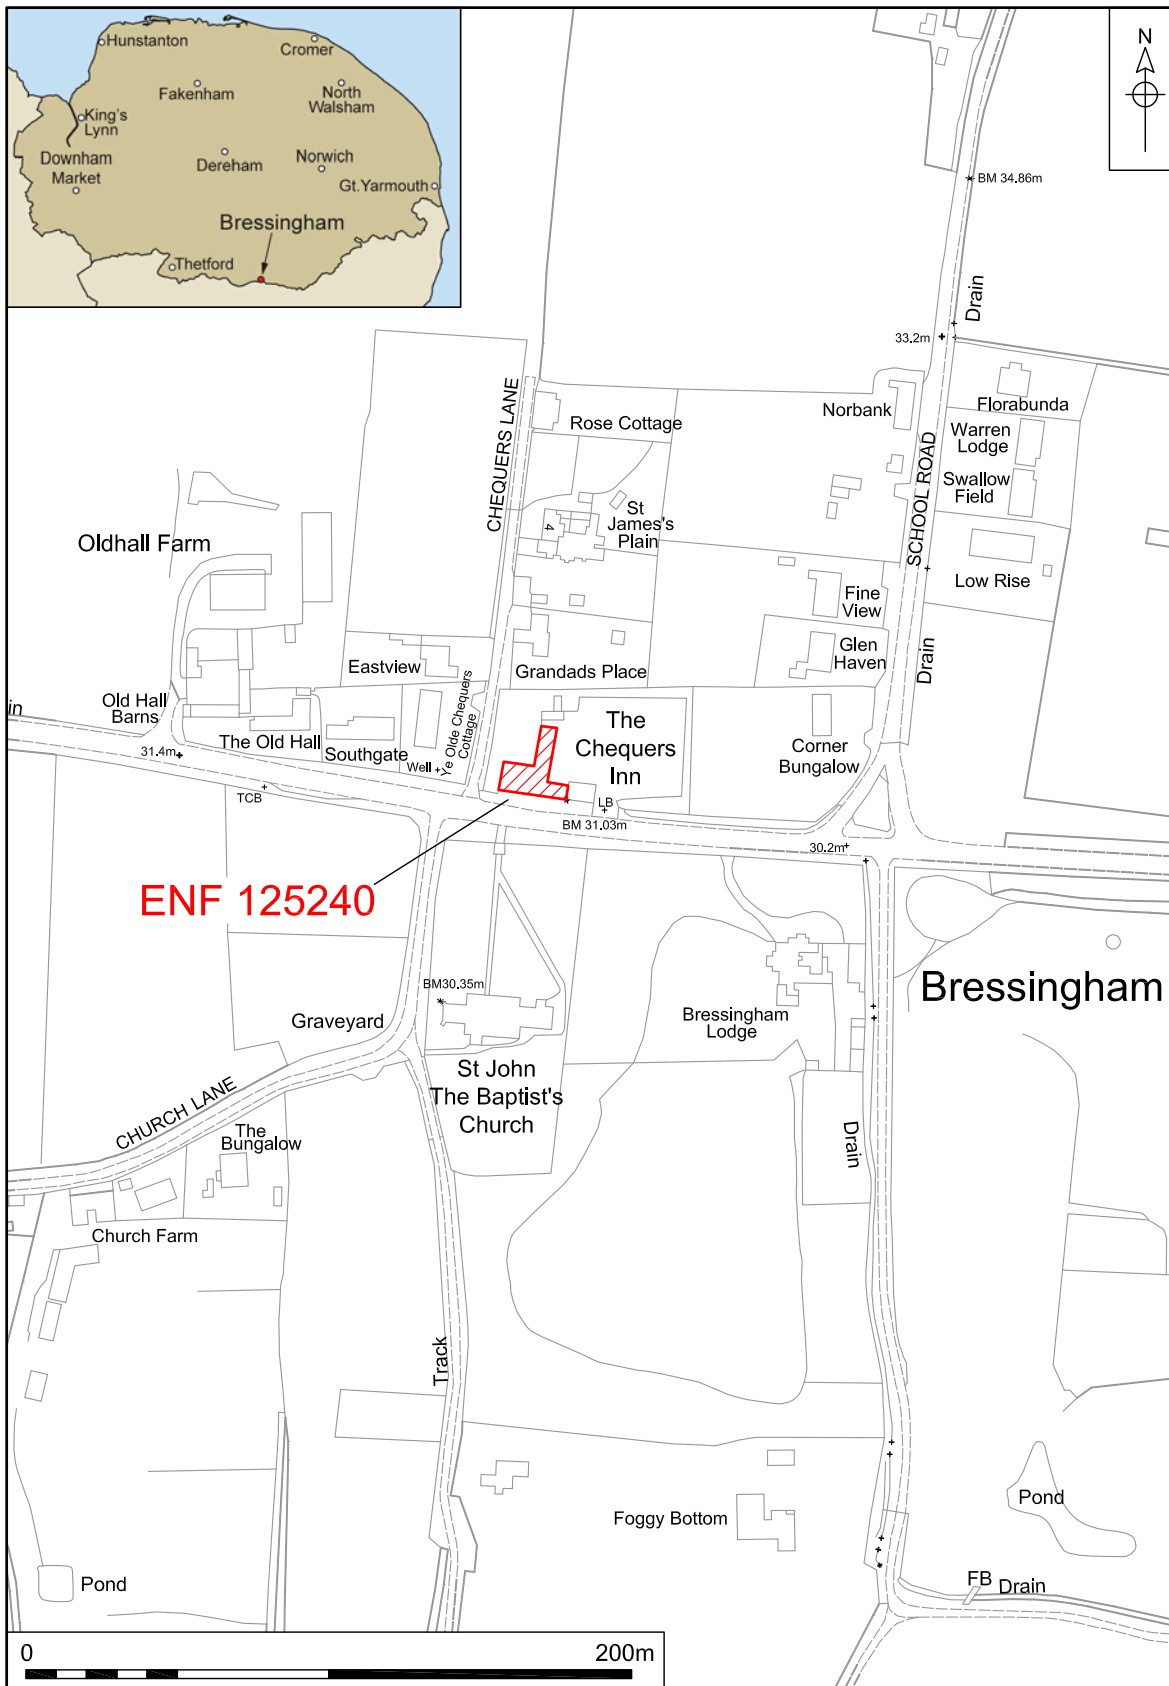 Hunstanton
Cromer
Fakenham
North
Walsham
King's
Lynn
Downham
Market
Dereham
Norwich
Gt.Yarmouth
Bressingham
Thetford
N
BM 34.86m
Drain
33.2m
CHEQUERS LANE
Rose Cottage
Norbank
Florabunda
Warren
Lodge
Swallow
Field
SCHOOL ROAD
4
St
James's
Plain
Oldhall Farm
Low Rise
Fine
View
Glen
Haven
Drain
Eastview
Grandads Place
Old Hall
Barns
in
The Old Hall
Southgate
Ye Olde Chequers
Cottage
Well
The
Chequers
Inn
Corner
Bungalow
31.4m
TCB
LB
BM 31.03m
30.2m
ENF 125240
BM30.35m
Graveyard
Bressingham
Lodge
Bressingham
St John
The Baptist's
Church
CHURCH LANE
The
Bungalow
Drain
Church Farm
Track
Foggy Bottom
Pond
Pond
FB
Drain
0
200m